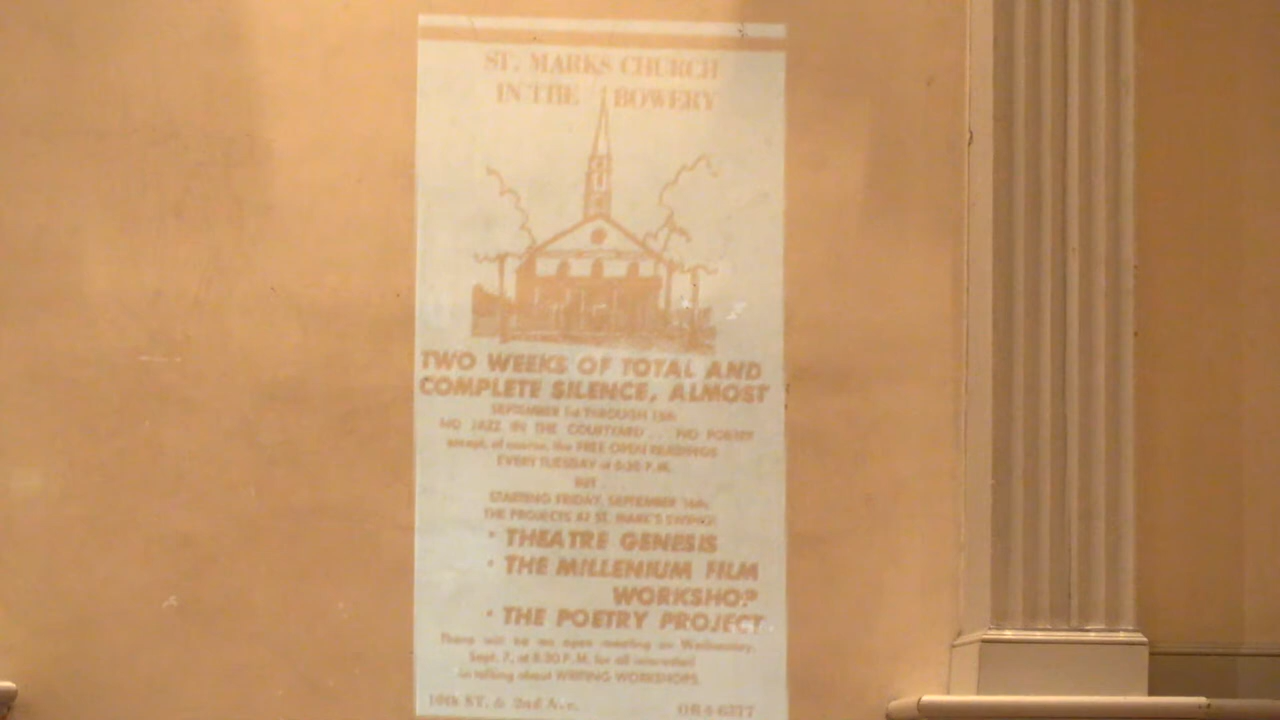 ST. MARKS CHURCH
IN THE BOWERY
TWO WEEKS OF TOTAL AND
COMPLETE SILENCE, ALMOST
SEPTEMBER 1st THROUGH 15th
NO JAZZ IN THE COURTYARD . . . NO POETRY
except, of course, the FREE OPEN READINGS
EVERY TUESDAY at 8:30 P.M.
BUT
STARTING FRIDAY, SEPTEMBER 16th,
THE PROJECTS AT ST. MARK'S SWING!
• THEATRE GENESIS
• THE MILLENIUM FILM
WORKSHOP
• THE POETRY PROJECT
There will be an open meeting on Wednesday,
Sept. 7, at 8:30 P.M. for all interested
in talking about WRITING WORKSHOPS.
10th ST. & 2nd Ave.
OR 4-6377